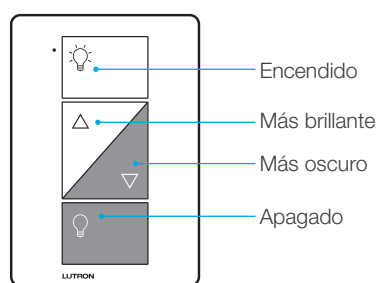 Encendido
Más brillante
Más oscuro
Apagado
LUTRON